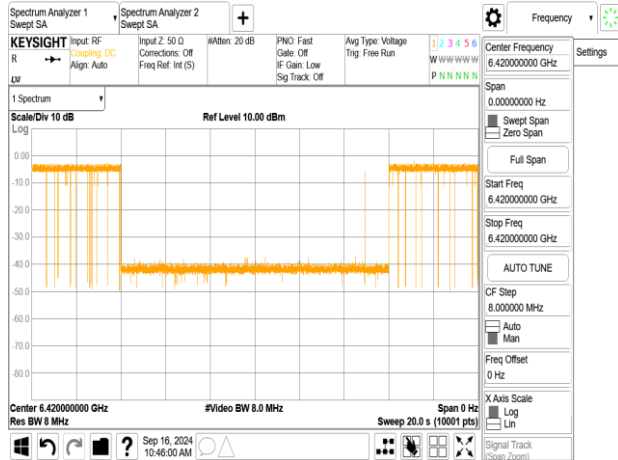 Spectrum Analyzer 1
Swept SA
Spectrum Analyzer 2
Swept SA
+
Frequency
KEYSIGHT
R
Input: RF
Coupling: DC
Align: Auto
Input Z: 50 Ω
Corrections: Off
Freq Ref: Int (S)
#Atten: 20 dB
PNO: Fast
Gate: Off
IF Gain: Low
Sig Track: Off
Avg Type: Voltage
Trig: Free Run
1 2 3 4 5 6
W W W W W W
P N N N N N
LXI
1 Spectrum
Scale/Div 10 dB
Ref Level 10.00 dBm
Log
0.00
-10.0
-20.0
-30.0
-40.0
-50.0
-60.0
-70.0
-80.0
Center 6.420000000 GHz
#Video BW 8.0 MHz
Span 0 Hz
Res BW 8 MHz
Sweep 20.0 s (10001 pts)
?
Sep 16, 2024
10:46:00 AM
Center Frequency
6.420000000 GHz
Settings
Span
0.00000000 Hz
Swept Span
Zero Span
Full Span
Start Freq
6.420000000 GHz
Stop Freq
6.420000000 GHz
AUTO TUNE
CF Step
8.000000 MHz
Auto
Man
Freq Offset
0 Hz
X Axis Scale
Log
Lin
Signal Track
(Span Zoom)